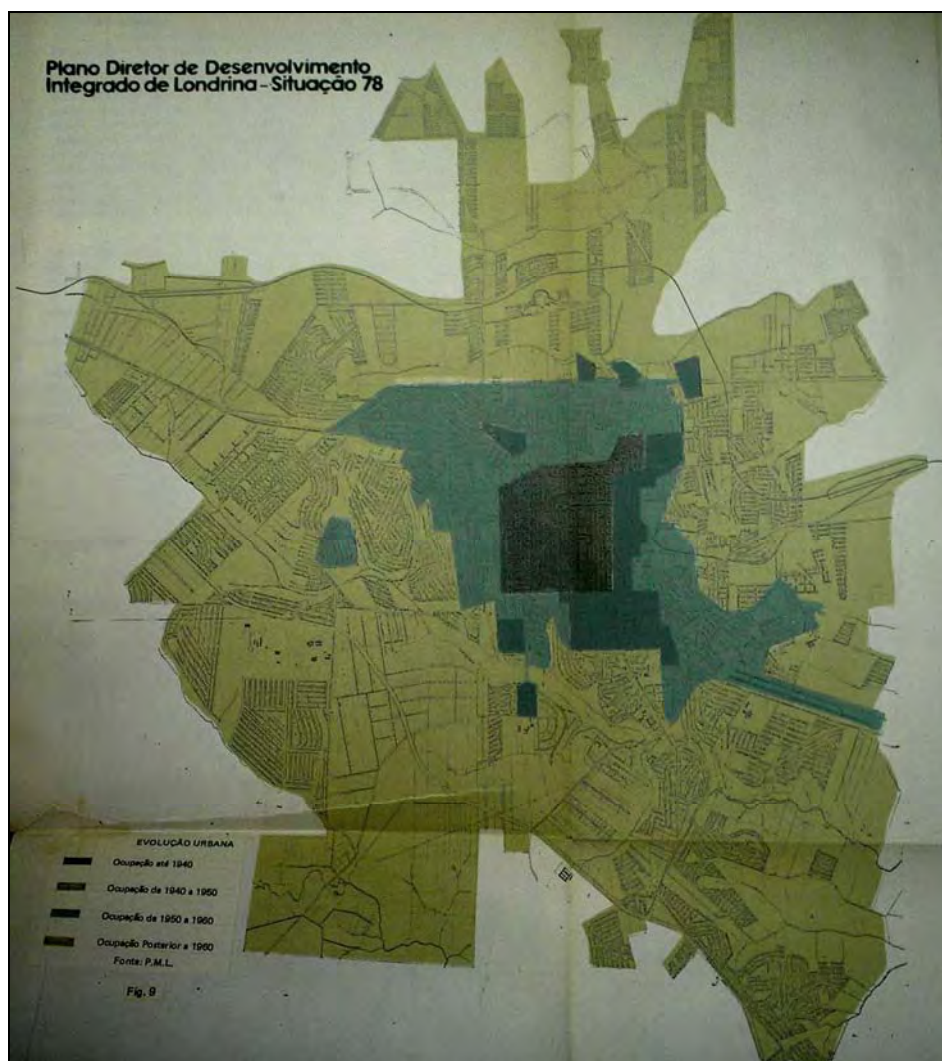 Plano Diretor de Desenvolvimento
Integrado de Londrina - Situação 78
EVOLUÇÃO URBANA
Ocupação até 1940
Ocupação de 1940 a 1950
Ocupação de 1950 a 1960
Ocupação Posterior a 1960
Fonte: P.M.L.
Fig. 9